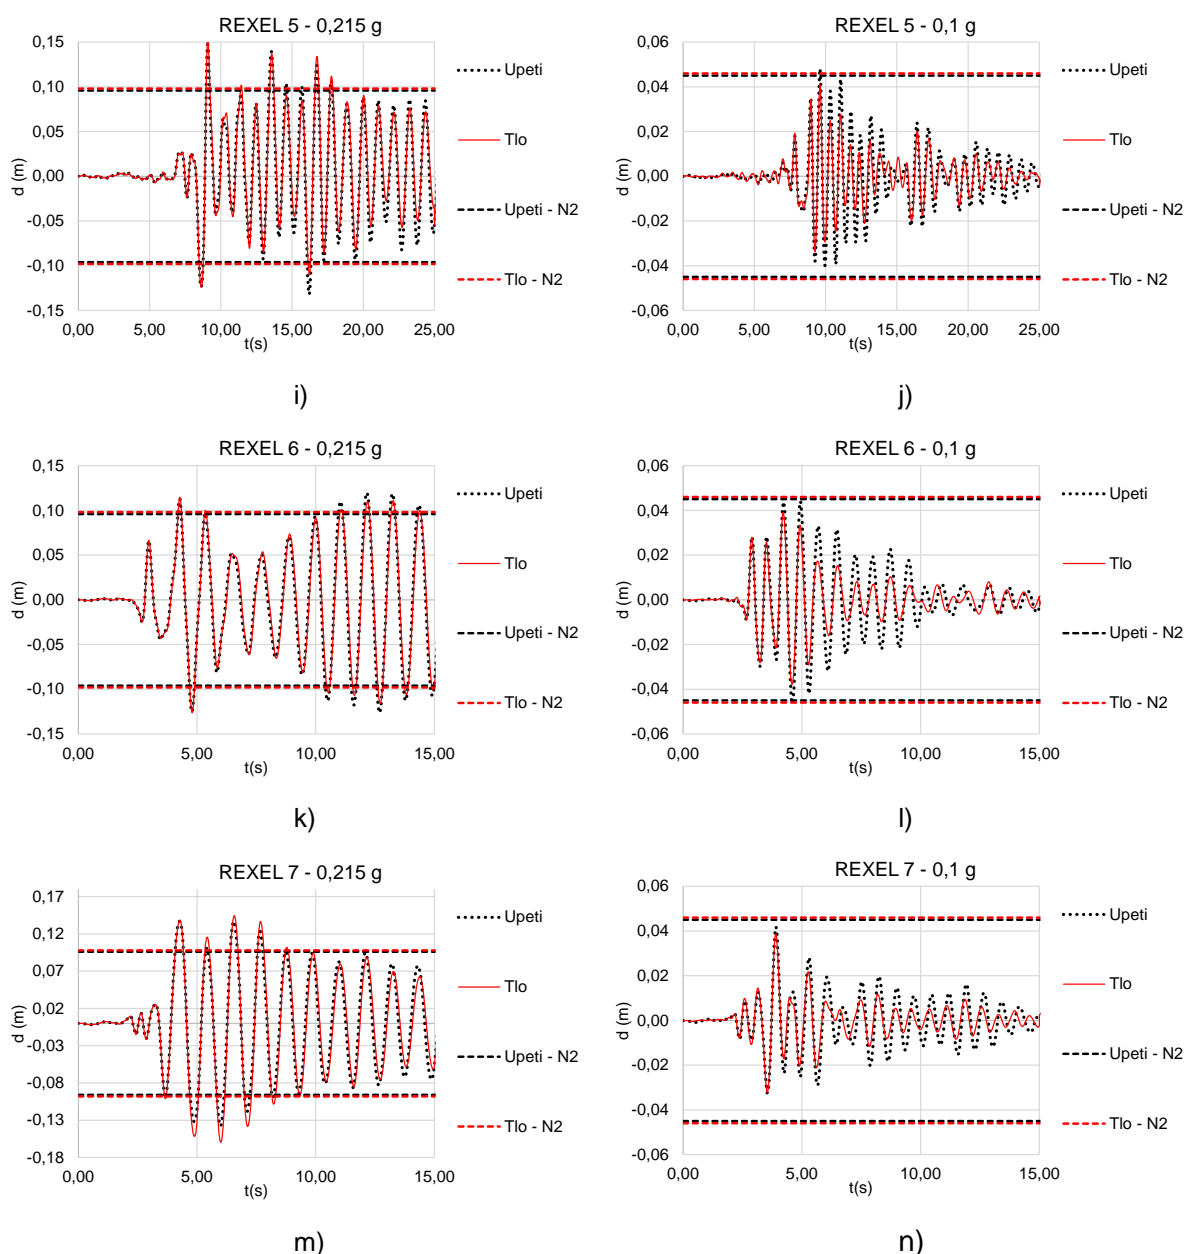 REXEL 5 - 0,215 g
0,15
0,10
0,05
0,00
-0,05
-0,10
-0,15
d (m)
0,00 5,00 10,00 15,00 20,00 25,00
t(s)
Upeti
Tlo
Upeti - N2
Tlo - N2
i)
REXEL 5 - 0,1 g
0,06
0,04
0,02
0,00
-0,02
-0,04
-0,06
d (m)
0,00 5,00 10,00 15,00 20,00 25,00
t(s)
Upeti
Tlo
Upeti - N2
Tlo - N2
j)
REXEL 6 - 0,215 g
0,15
0,10
0,05
0,00
-0,05
-0,10
-0,15
d (m)
0,00 5,00 10,00 15,00
t(s)
Upeti
Tlo
Upeti - N2
Tlo - N2
k)
REXEL 6 - 0,1 g
0,06
0,04
0,02
0,00
-0,02
-0,04
-0,06
d (m)
0,00 5,00 10,00 15,00
t(s)
Upeti
Tlo
Upeti - N2
Tlo - N2
l)
REXEL 7 - 0,215 g
0,17
0,12
0,07
0,02
-0,03
-0,08
-0,13
-0,18
d (m)
0,00 5,00 10,00 15,00
t(s)
Upeti
Tlo
Upeti - N2
Tlo - N2
m)
REXEL 7 - 0,1 g
0,06
0,04
0,02
0,00
-0,02
-0,04
-0,06
d (m)
0,00 5,00 10,00 15,00
t(s)
Upeti
Tlo
Upeti - N2
Tlo - N2
n)